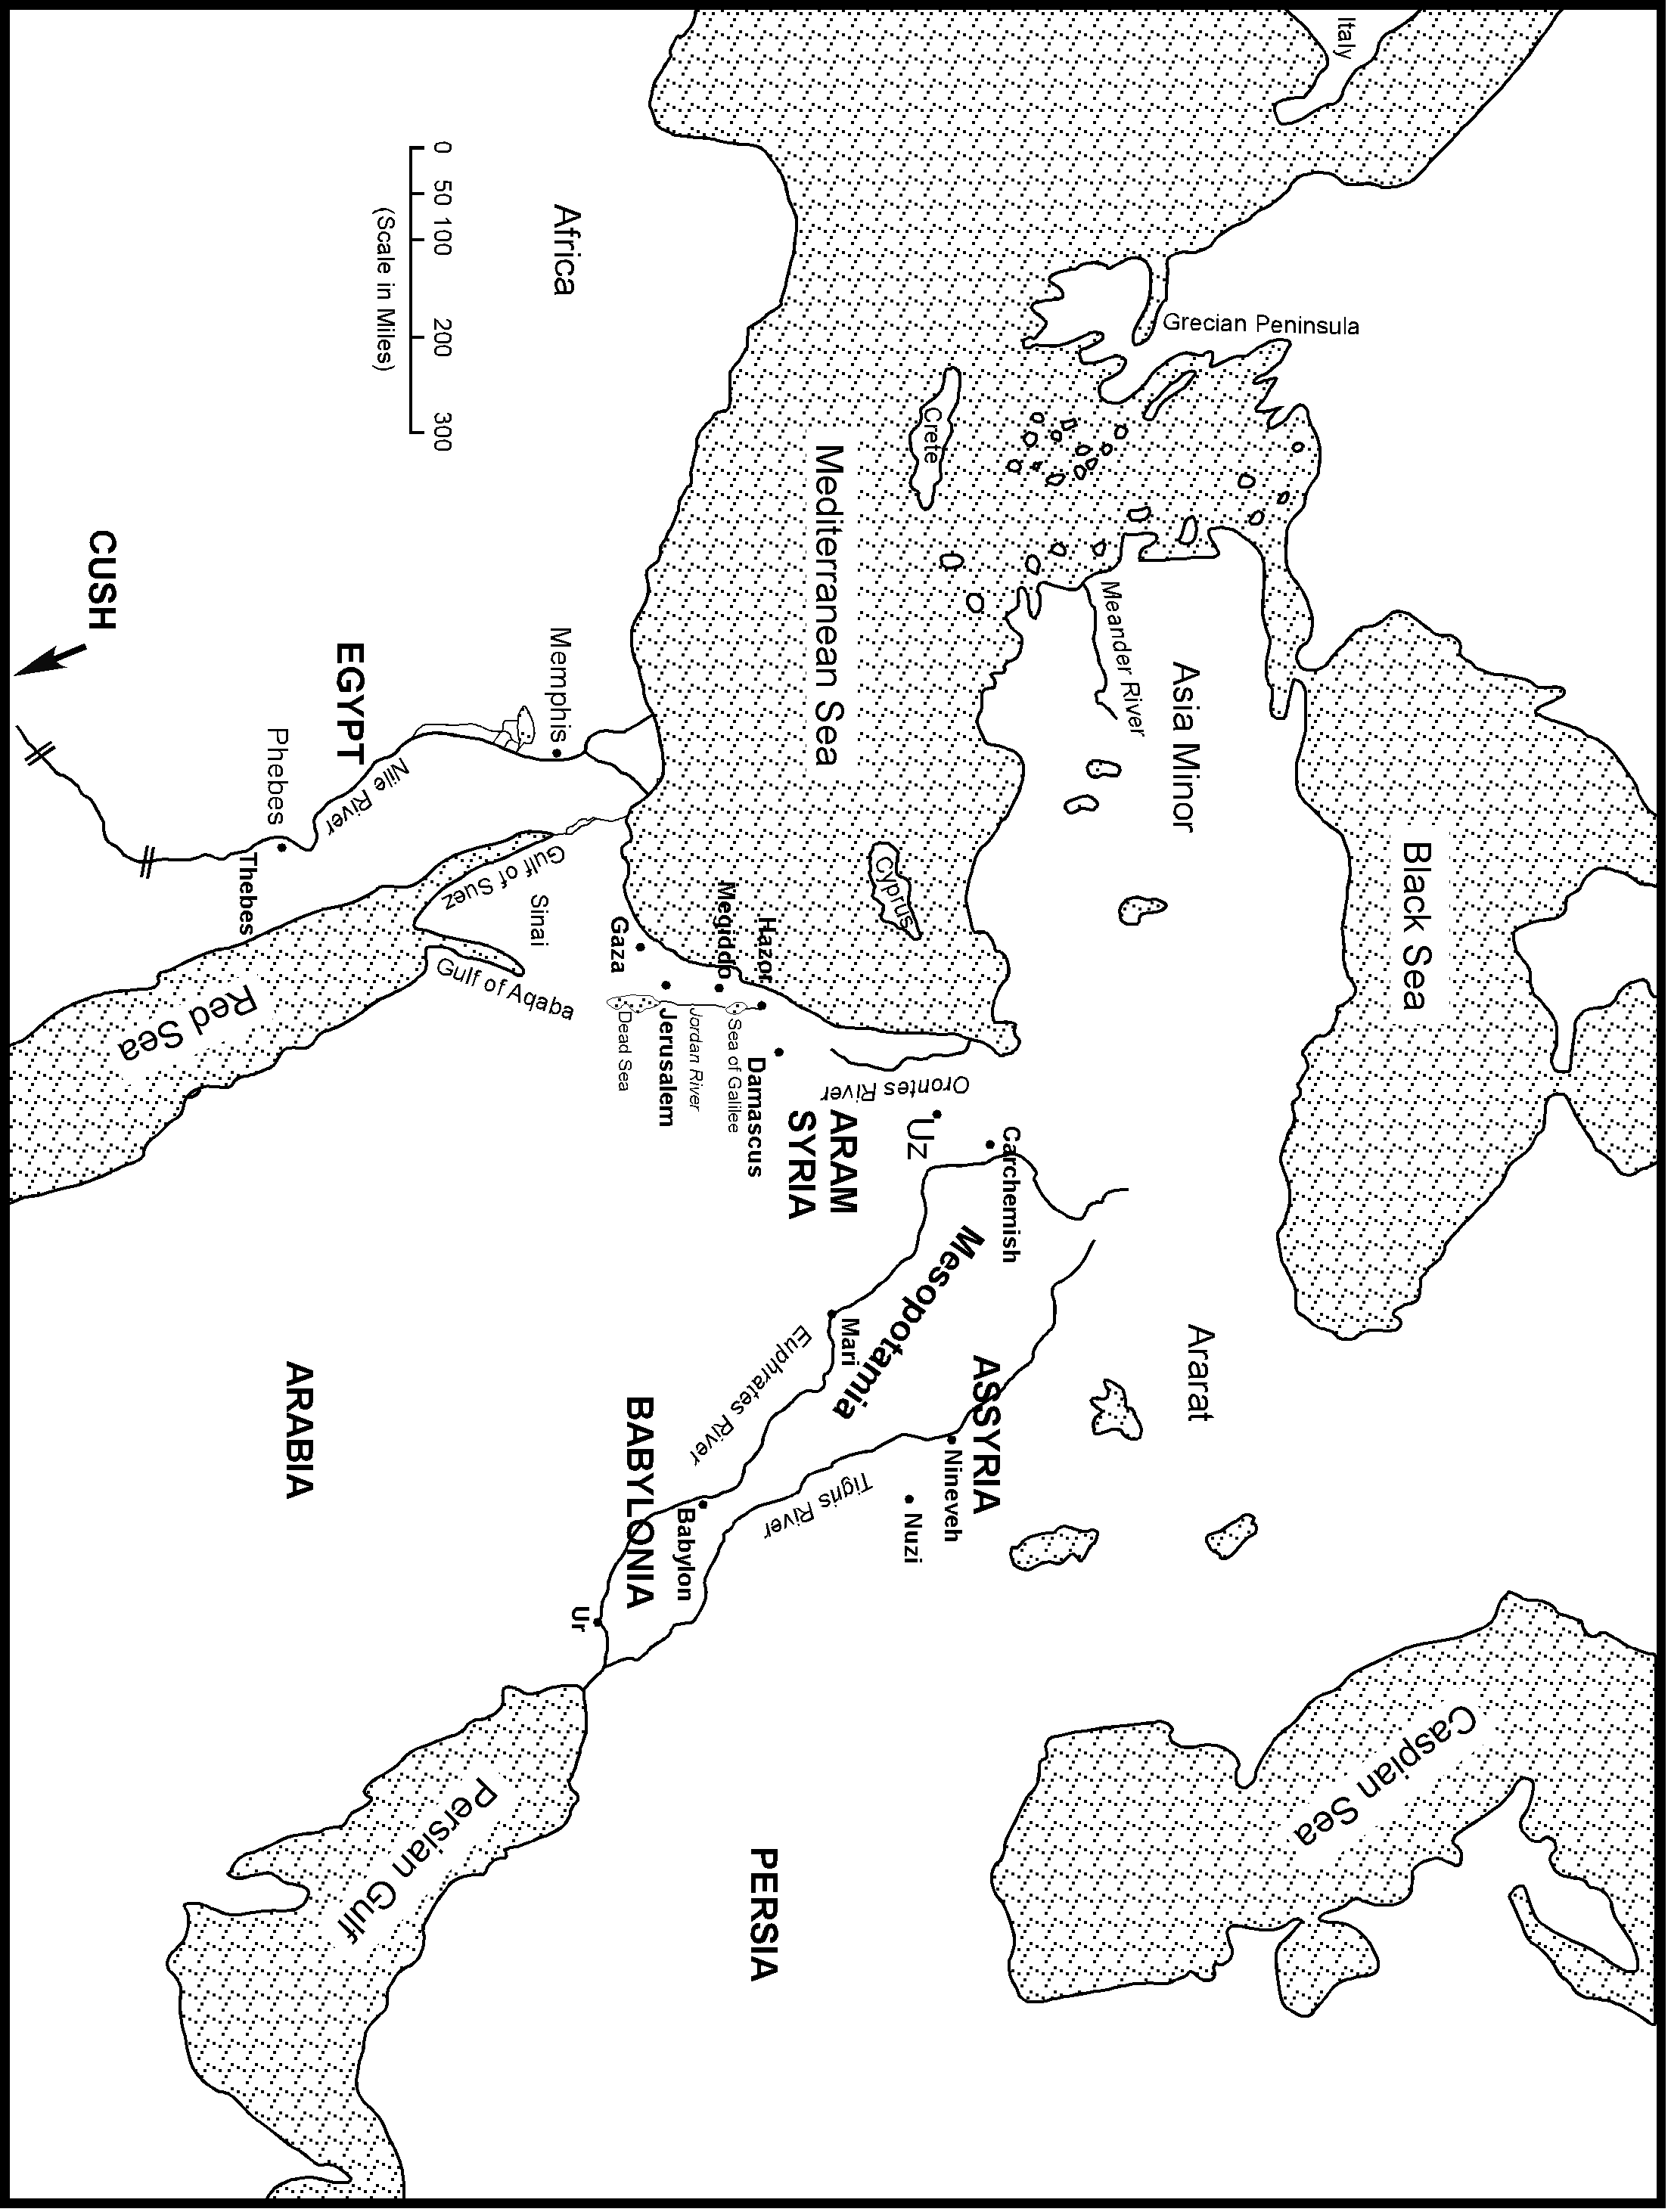 Italy
Black Sea
Caspian Sea
Grecian Peninsula
Asia Minor
Ararat
Meander River
Crete
Mediterranean Sea
Cyprus
Carchemish
ASSYRIA
Nineveh
Nuzi
Uz
Mesopotamia
Orontes River
Tigris River
Mari
Euphrates River
ARAM
SYRIA
Hazor
Megiddo
Damascus
Sea of Galilee
Jordan River
Jerusalem
Dead Sea
Gaza
PERSIA
Babylon
BABYLONIA
Ur
Africa
Memphis
Sinai
Gulf of Suez
Gulf of Aqaba
0 50 100 200 300
(Scale in Miles)
EGYPT
Nile River
Phebes
Thebes
Red Sea
ARABIA
Persian Gulf
CUSH